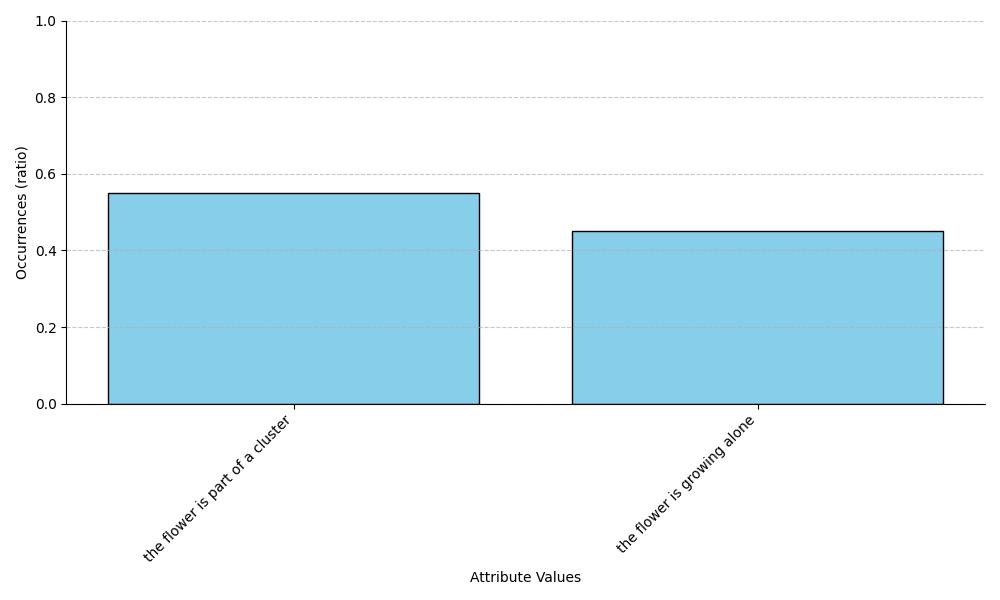 1.0
0.8
0.6
0.4
0.2
0.0
Occurrences (ratio)
the flower is part of a cluster
the flower is growing alone
Attribute Values